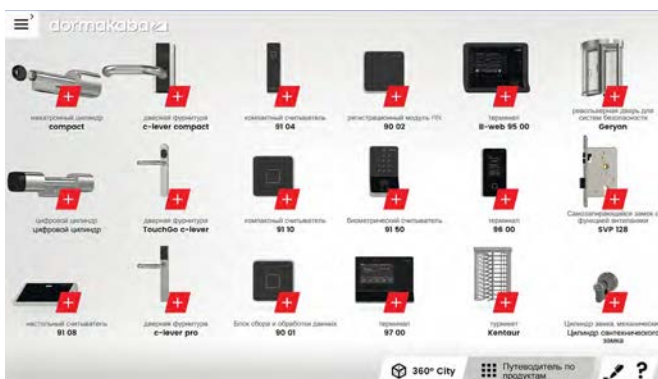 dormakaba
мехатронный цилиндр
compact
дверная фурнитура
c-lever compact
компактный считыватель
91 04
регистрационный модуль PIN
90 02
терминал
B-web 95 00
револьверная дверь для
систем безопасности
Geryon
цифровой цилиндр
цифровой цилиндр
дверная фурнитура
TouchGo c-lever
компактный считыватель
91 10
Биометрический считыватель
91 50
терминал
96 00
Самозапирающийся замок с
функцией антипаники
SVP 128
настольный считыватель
91 08
дверная фурнитура
c-lever pro
Блок сбора и обработки данных
90 01
терминал
97 00
турникет
Kentaur
Цилиндр замка, механический
Цилиндр сантехнического
замка
360° City
Путеводитель по
продуктам
?